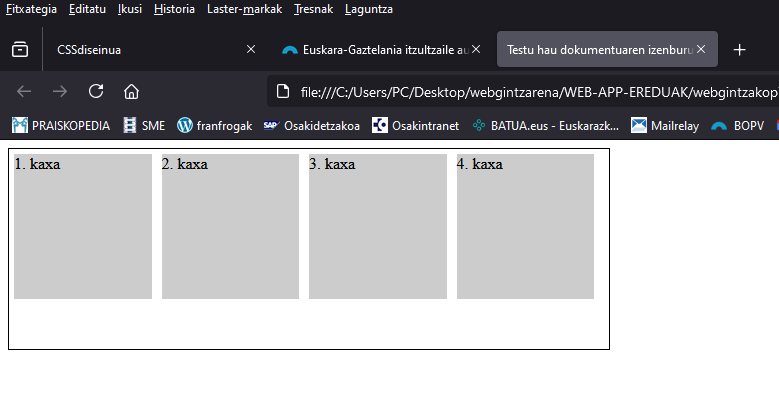 Fitxategia Editatu Ikusi Historia Laster-markak Tresnak Laguntza
CSSdiseinua Euskara-Gaztelania itzultzaile au Testu hau dokumentuaren izenburu
file:///C:/Users/PC/Desktop/webgintzarena/WEB-APP-EREDUAK/webgintzakop
PRAISKOPEDIA SME franfrogak SAP Osakidetzakoa Osakintranet BATUA.eus - Euskarazk... Mailrelay BOPV
1. kaxa 2. kaxa 3. kaxa 4. kaxa